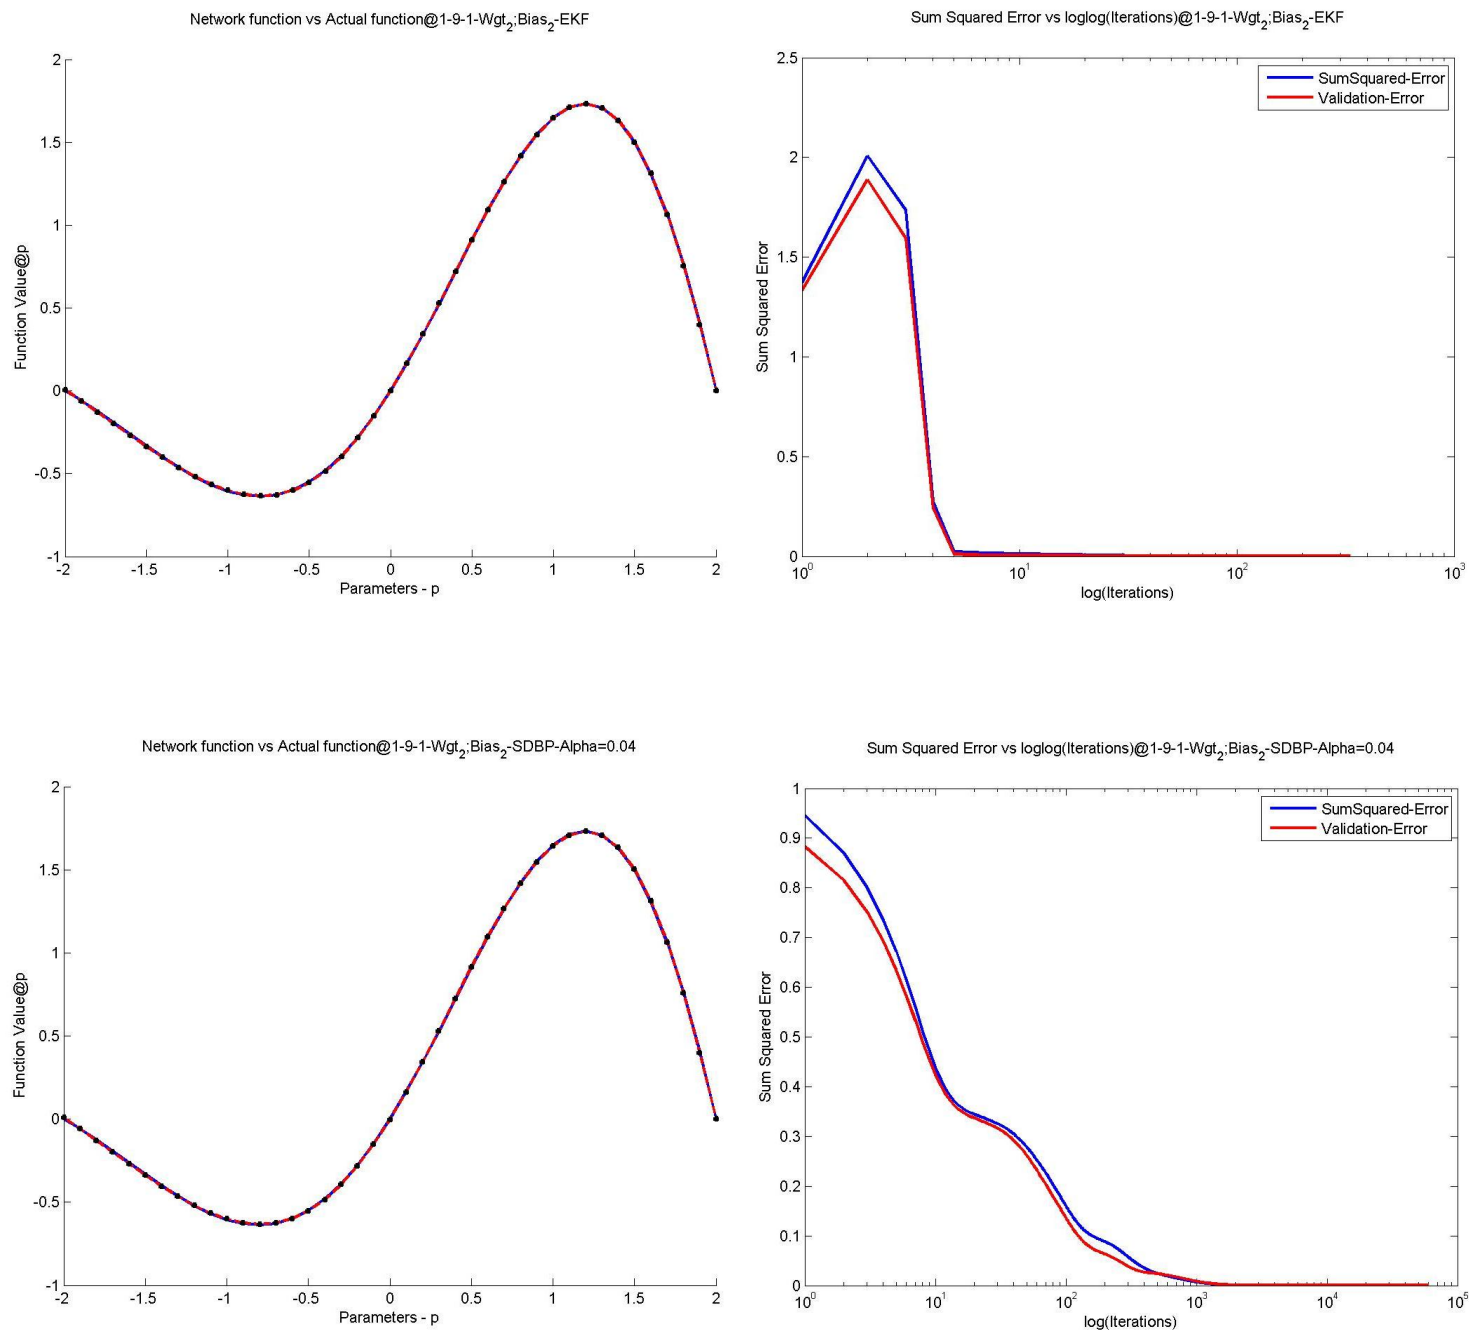 Network function vs Actual function@1-9-1-Wgt2;Bias2-EKF
2
1.5
1
0.5
0
-0.5
-1
Function Value@p
-2 -1.5 -1 -0.5 0 0.5 1 1.5 2
Parameters - p
Sum Squared Error vs loglog(Iterations)@1-9-1-Wgt2;Bias2-EKF
2.5
2
1.5
1
0.5
0
Sum Squared Error
SumSquared-Error
Validation-Error
10^0 10^1 10^2 10^3
log(Iterations)
Network function vs Actual function@1-9-1-Wgt2;Bias2-SDBP-Alpha=0.04
2
1.5
1
0.5
0
-0.5
-1
Function Value@p
-2 -1.5 -1 -0.5 0 0.5 1 1.5 2
Parameters - p
Sum Squared Error vs loglog(Iterations)@1-9-1-Wgt2;Bias2-SDBP-Alpha=0.04
1
0.9
0.8
0.7
0.6
0.5
0.4
0.3
0.2
0.1
0
Sum Squared Error
SumSquared-Error
Validation-Error
10^0 10^1 10^2 10^3 10^4 10^5
log(Iterations)